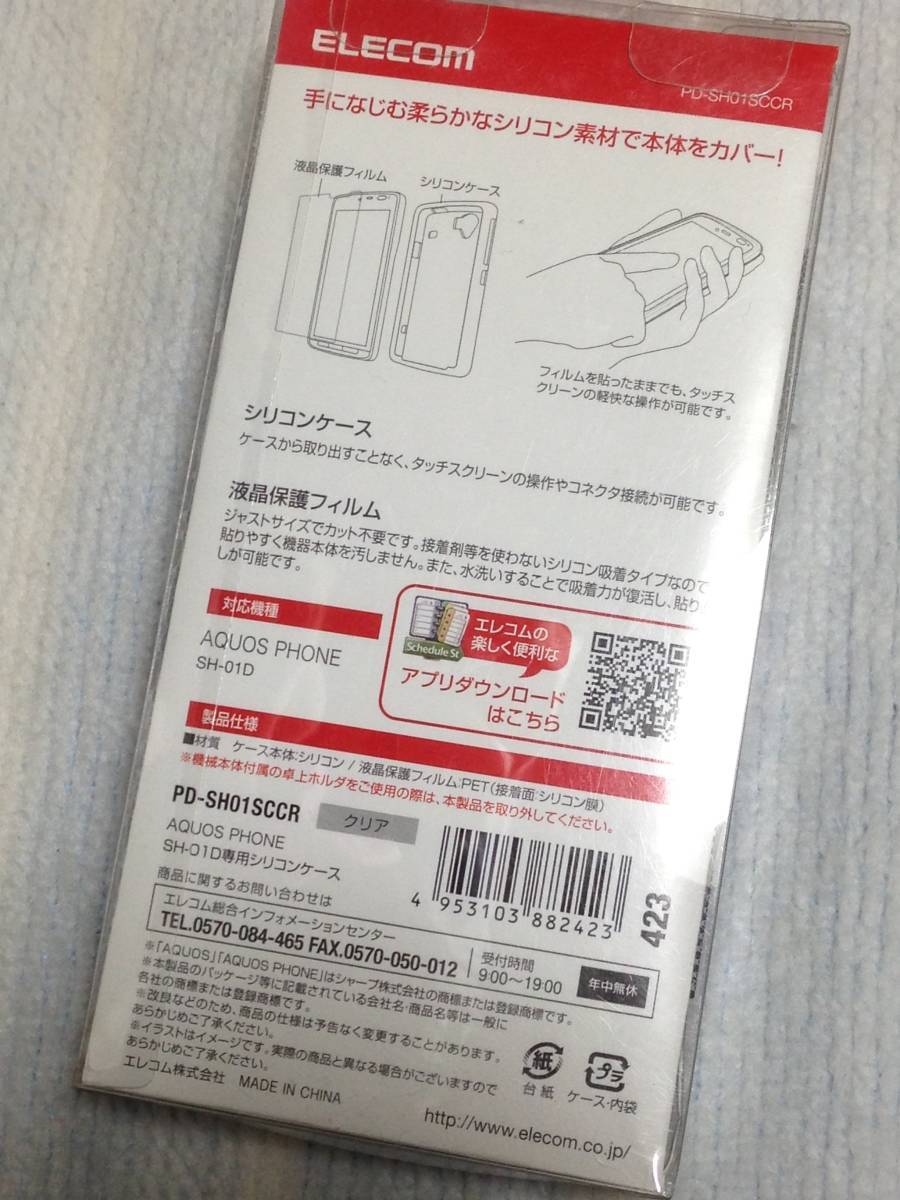 ELECOM
PD-SH01SCCR
手になじむ柔らかなシリコン素材で本体をカバー!
液晶保護フィルム
シリコンケース
フィルムを貼ったままでも、タッチス
クリーンの軽快な操作が可能です。
シリコンケース
ケースから取り出すことなく、タッチスクリーンの操作やコネクタ接続が可能です。
液晶保護フィルム
ジャストサイズでカット不要です。接着剤等を使わないシリコン吸着タイプなので
貼りやすく機器本体を汚しません。また、水洗いすることで吸着力が復活し、貼り
しが可能です。
対応機種
AQUOS PHONE
SH-01D
Schedule St
エレコムの
楽しく便利な
アプリダウンロード
はこちら
製品仕様
■材質 ケース本体:シリコン / 液晶保護フィルム:PET(接着面:シリコン膜)
※機械本体付属の卓上ホルダをご使用の際は、本製品を取り外してください。
PD-SH01SCCR
クリア
AQUOS PHONE
SH-01D専用シリコンケース
4 953103 882423
423
商品に関するお問い合わせは
エレコム総合インフォメーションセンター
TEL.0570-084-465 FAX.0570-050-012
受付時間
9:00〜19:00
年中無休
※「AQUOS」「AQUOS PHONE」はシャープ株式会社の商標または登録商標です。
※本製品のパッケージ等に記載されている会社名・商品名等は一般に
各社の商標または登録商標です。
※改良などのため、商品の仕様は予告なく変更することがあります。
あらかじめご了承ください。
※イラストはイメージです。実際の商品と異なる場合がございますので
あらかじめご了承ください。
エレコム株式会社 MADE IN CHINA
紙
台紙
プラ
ケース・内袋
http://www.elecom.co.jp/